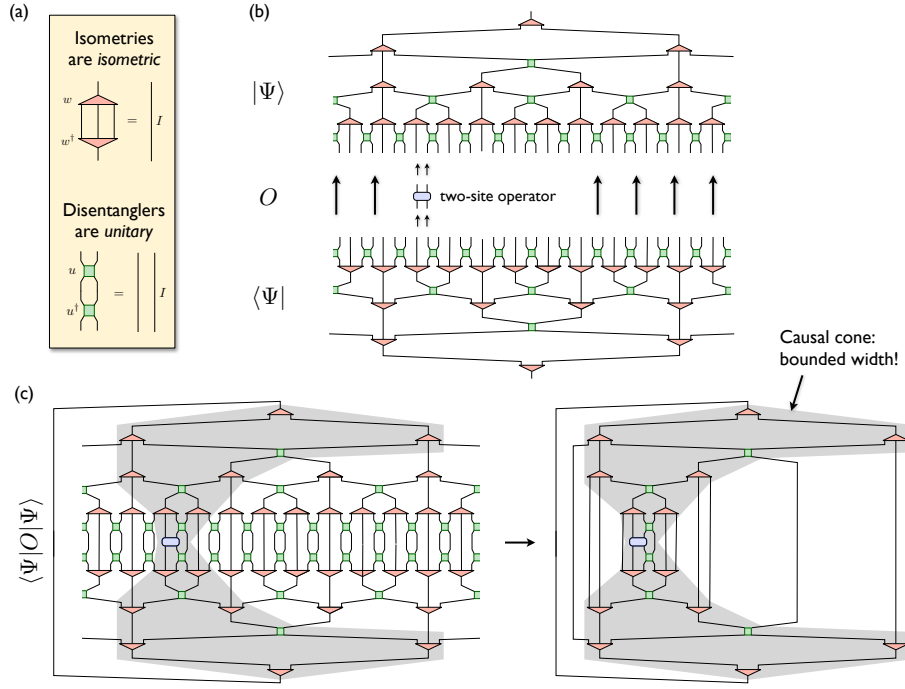 (a)
Isometries
are isometric
w
w†
= I
Disentanglers
are unitary
u
u†
= I
(b)
|Ψ⟩
O
two-site operator
⟨Ψ|
Causal cone:
bounded width!
(c)
⟨Ψ|O|Ψ⟩